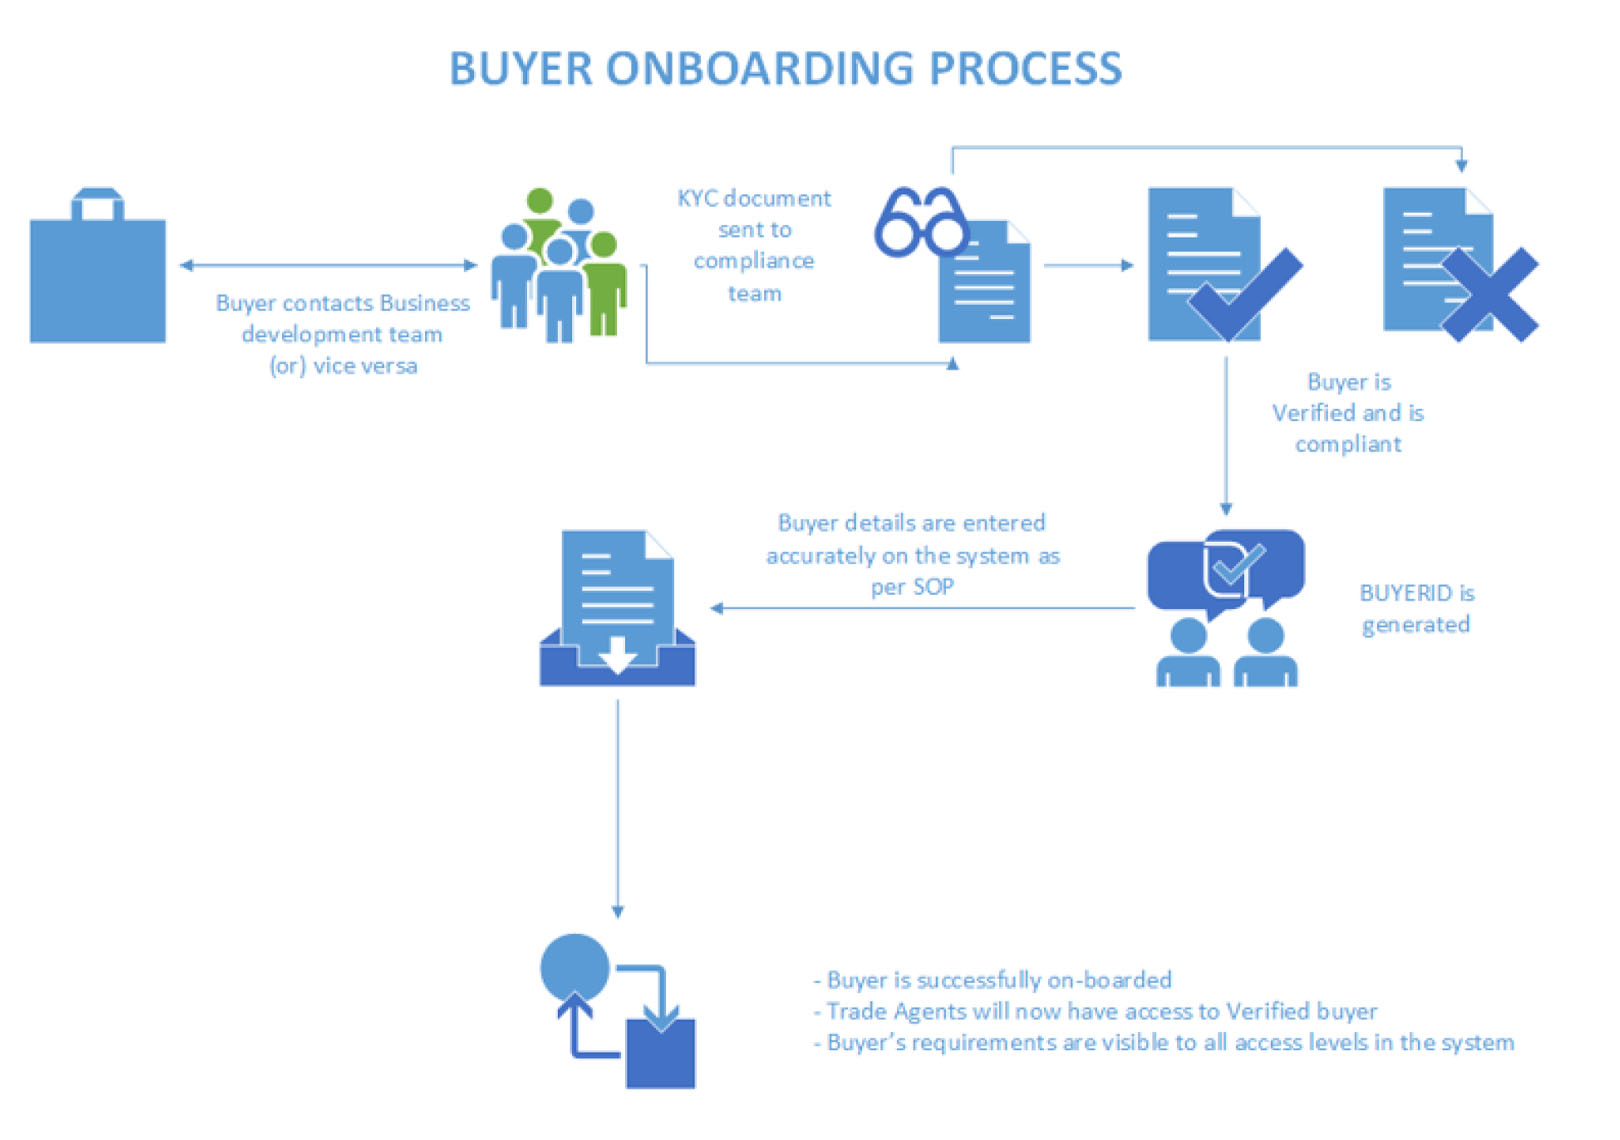 BUYER ONBOARDING PROCESS
Buyer contacts Business
development team
(or) vice versa
KYC document
sent to
compliance
team
Buyer is
Verified and is
compliant
BUYERID is
generated
Buyer details are entered
accurately on the system as
per SOP
- Buyer is successfully on-boarded
- Trade Agents will now have access to Verified buyer
- Buyer’s requirements are visible to all access levels in the system